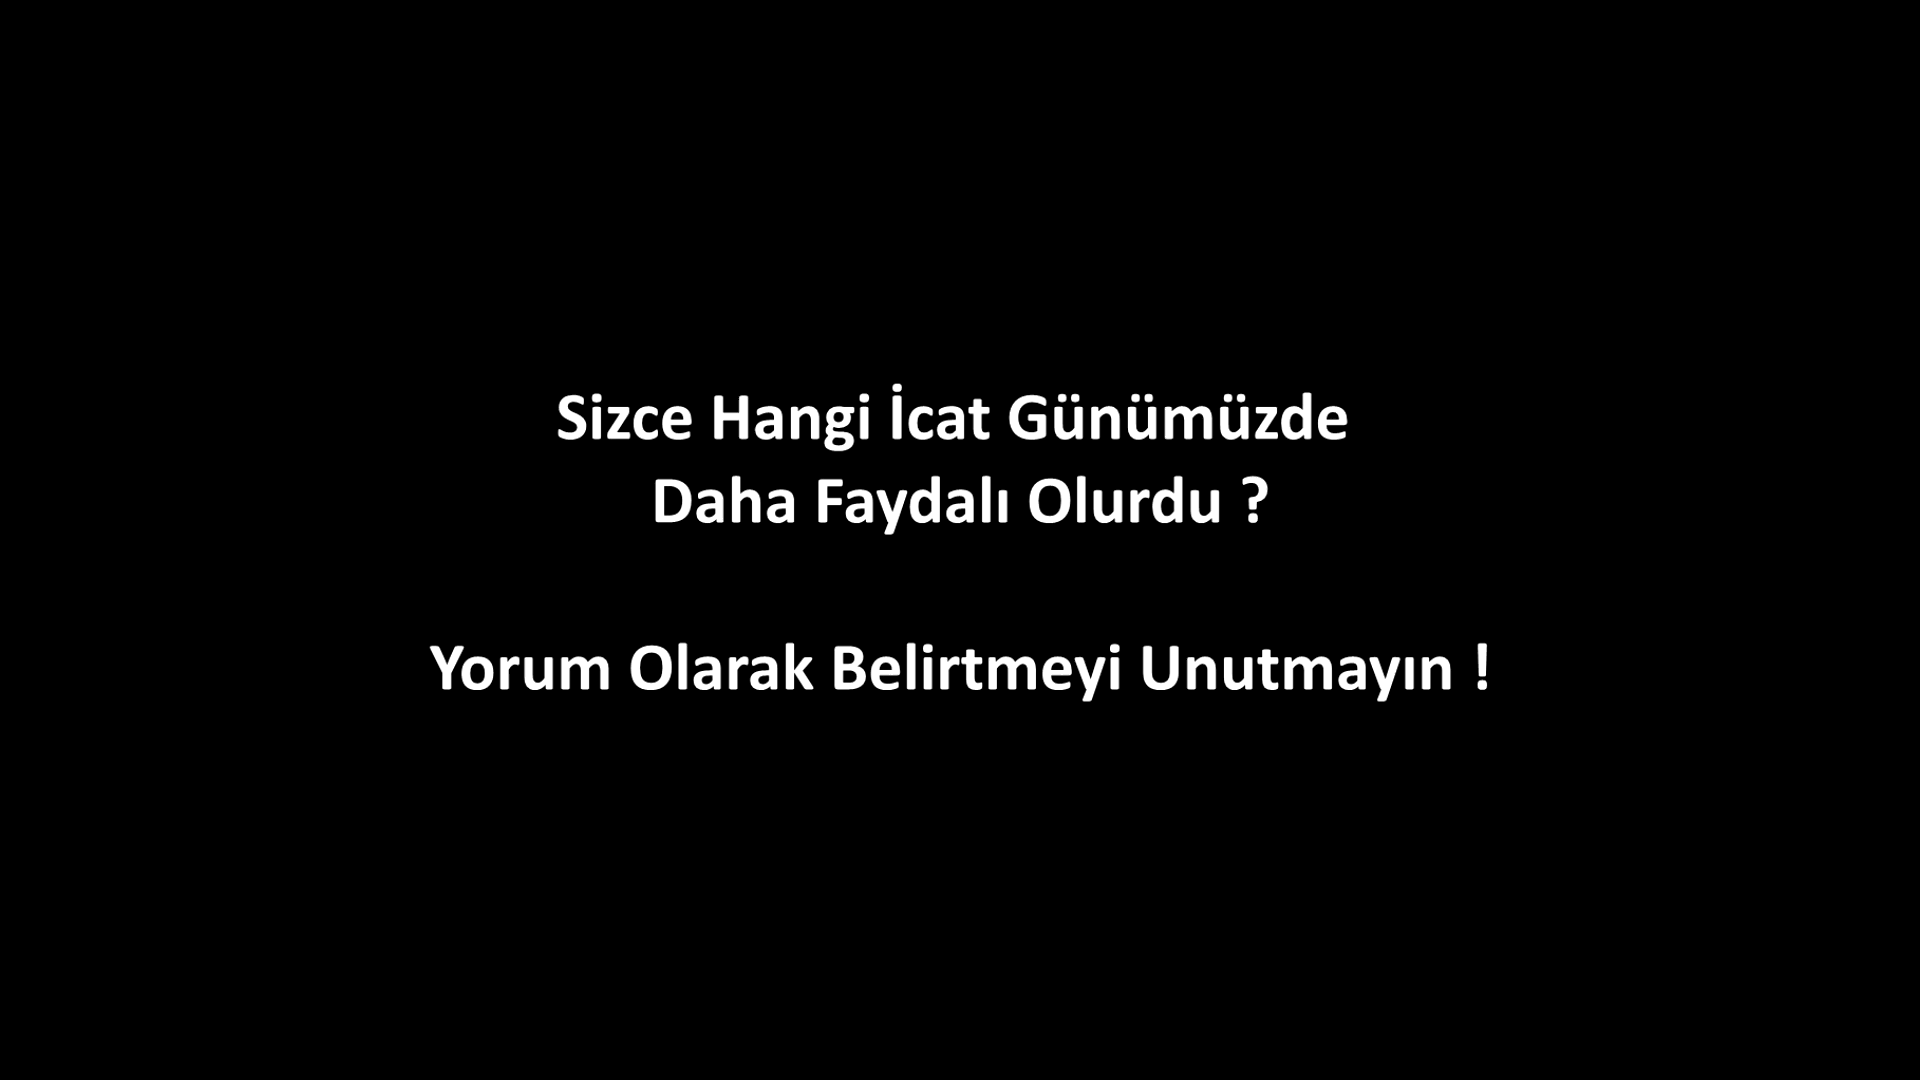 Sizce Hangi İcat Günümüzde
Daha Faydalı Olurdu ?
Yorum Olarak Belirtmeyi Unutmayın !